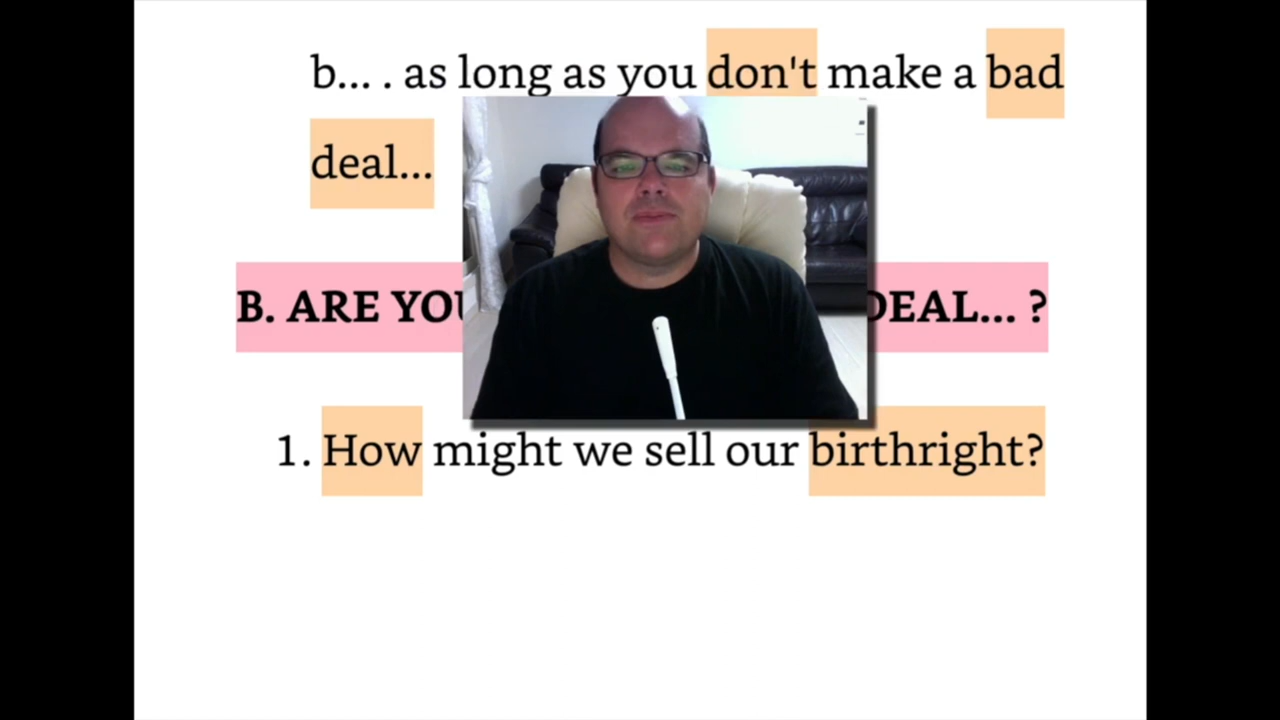 b... . as long as you don't make a bad
deal...
B. ARE YOU DEAL... ?
1. How might we sell our birthright?